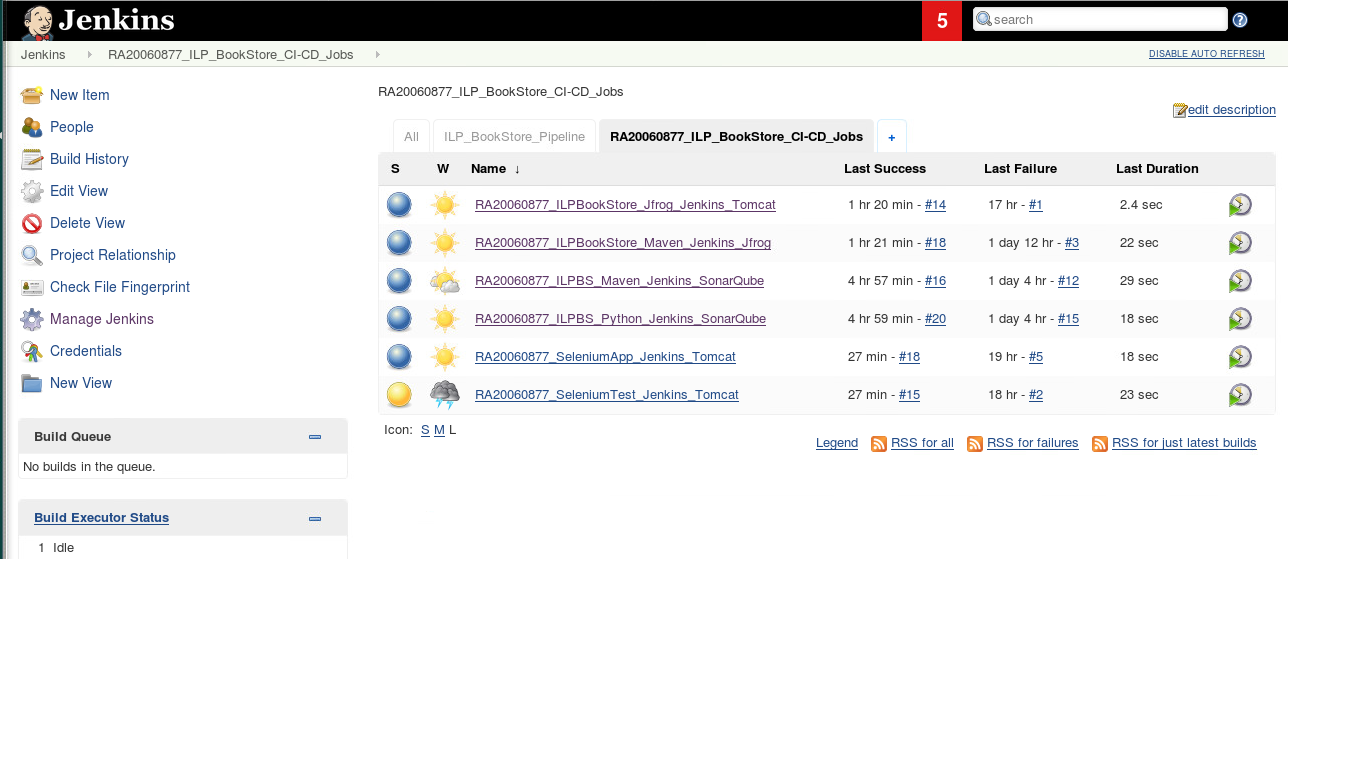 Jenkins 5 search
Jenkins RA20060877_ILP_BookStore_CI-CD_Jobs DISABLE AUTO REFRESH
New Item
People
Build History
Edit View
Delete View
Project Relationship
Check File Fingerprint
Manage Jenkins
Credentials
New View
Build Queue
No builds in the queue.
Build Executor Status
1 Idle
RA20060877_ILP_BookStore_CI-CD_Jobs
edit description
All ILP_BookStore_Pipeline RA20060877_ILP_BookStore_CI-CD_Jobs +
S W Name ↓ Last Success Last Failure Last Duration
RA20060877_ILPBookStore_Jfrog_Jenkins_Tomcat 1 hr 20 min - #14 17 hr - #1 2.4 sec
RA20060877_ILPBookStore_Maven_Jenkins_Jfrog 1 hr 21 min - #18 1 day 12 hr - #3 22 sec
RA20060877_ILPBS_Maven_Jenkins_SonarQube 4 hr 57 min - #16 1 day 4 hr - #12 29 sec
RA20060877_ILPBS_Python_Jenkins_SonarQube 4 hr 59 min - #20 1 day 4 hr - #15 18 sec
RA20060877_SeleniumApp_Jenkins_Tomcat 27 min - #18 19 hr - #5 18 sec
RA20060877_SeleniumTest_Jenkins_Tomcat 27 min - #15 18 hr - #2 23 sec
Icon: S M L
Legend RSS for all RSS for failures RSS for just latest builds